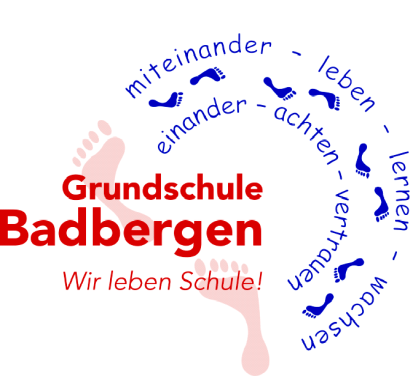 miteinander - leben - lernen - wachsen
einander - achten - vertrauen
Grundschule
Badbergen
Wir leben Schule!